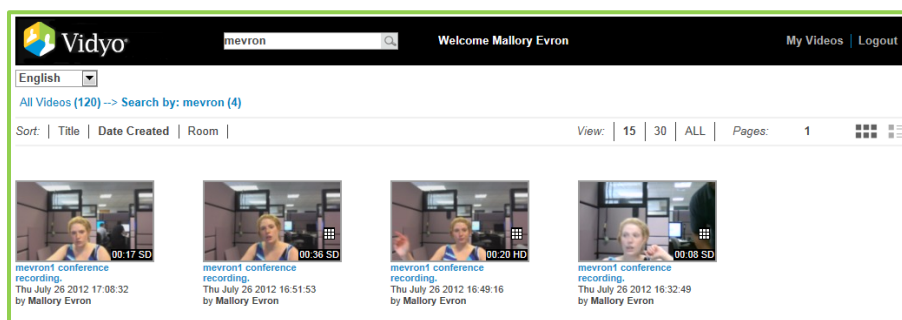 Vidyo
mevron
Welcome Mallory Evron
My Videos | Logout
English
All Videos (120) --> Search by: mevron (4)
Sort: | Title | Date Created | Room |
View: | 15 | 30 | ALL | Pages: 1
00:17 SD
00:36 SD
00:20 HD
00:08 SD
mevron1 conference
recording.
Thu July 26 2012 17:08:32
by Mallory Evron
mevron1 conference
recording.
Thu July 26 2012 16:51:53
by Mallory Evron
mevron1 conference
recording.
Thu July 26 2012 16:49:16
by Mallory Evron
mevron1 conference
recording.
Thu July 26 2012 16:32:49
by Mallory Evron